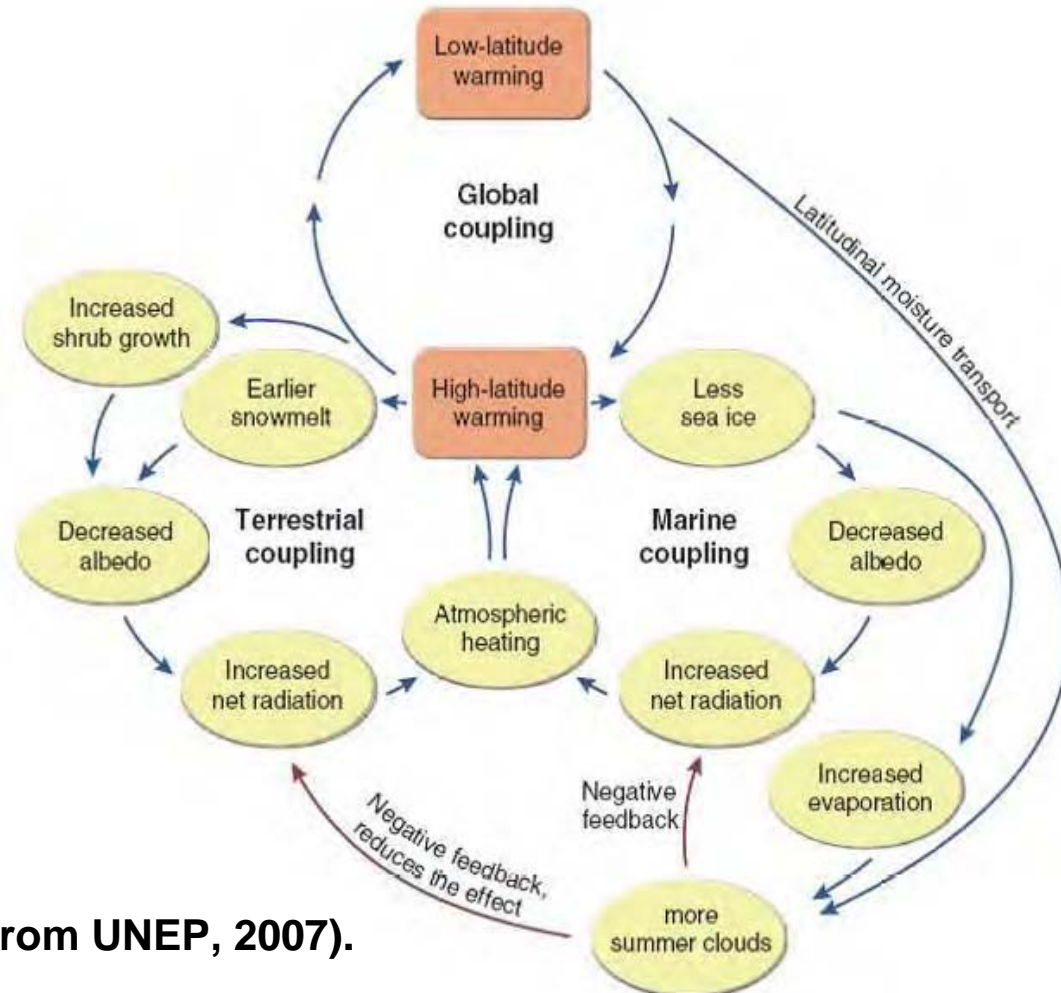 Low-latitude
warming
Global
coupling
Latitudinal moisture transport
Increased
shrub growth
Earlier
snowmelt
High-latitude
warming
Less
sea ice
Decreased
albedo
Terrestrial
coupling
Marine
coupling
Decreased
albedo
Atmospheric
heating
Increased
net radiation
Increased
net radiation
Increased
evaporation
Negative feedback,
reduces the effect
Negative
feedback
more
summer clouds
rom UNEP, 2007).